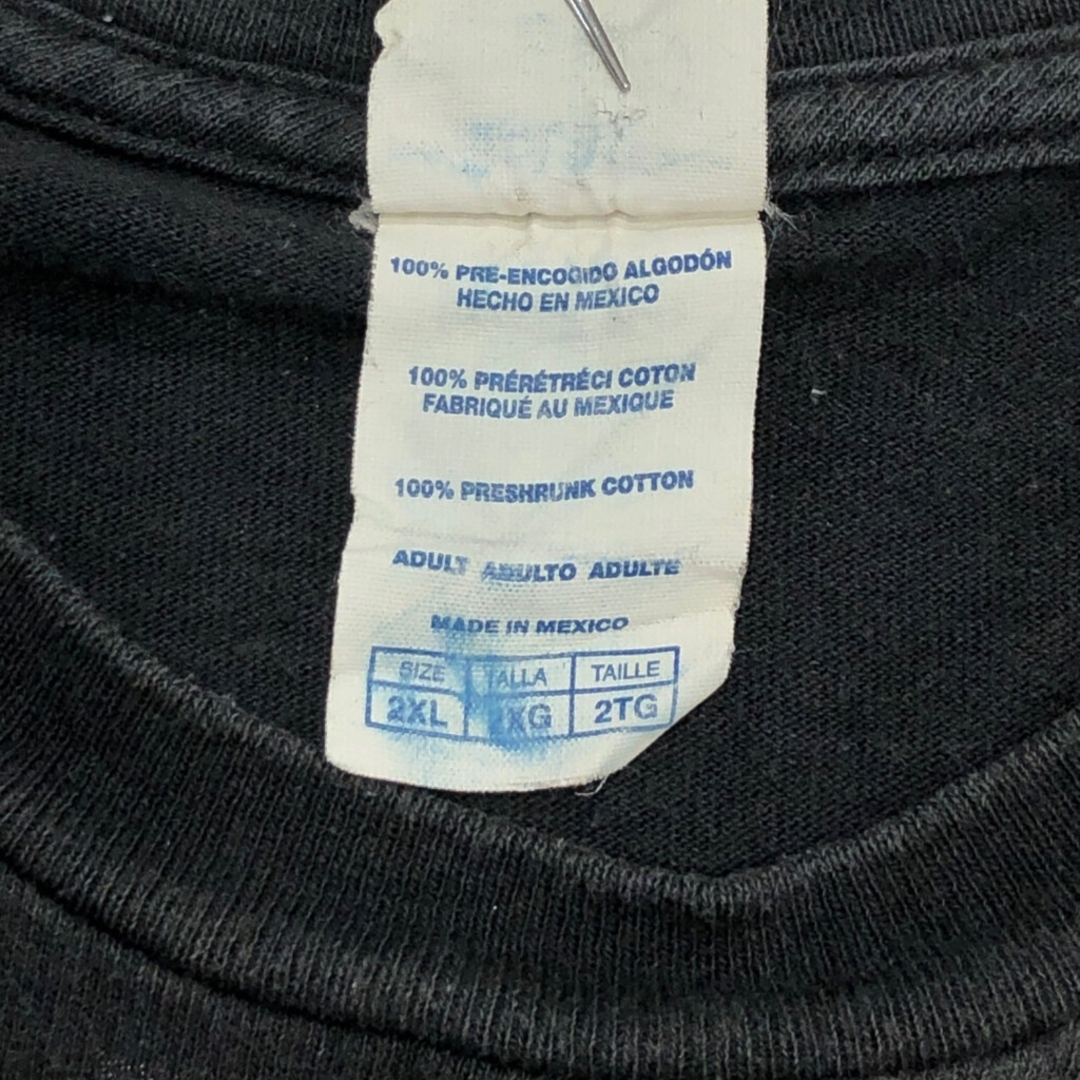 100% PRE-ENCOGIDO ALGODÓN
HECHO EN MEXICO
100% PRÉRÉTRÉCI COTON
FABRIQUÉ AU MEXIQUE
100% PRESHRUNK COTTON
ADULT ADULTO ADULTE
MADE IN MEXICO
SIZE TALLA TAILLE
2XL 2XG 2TG